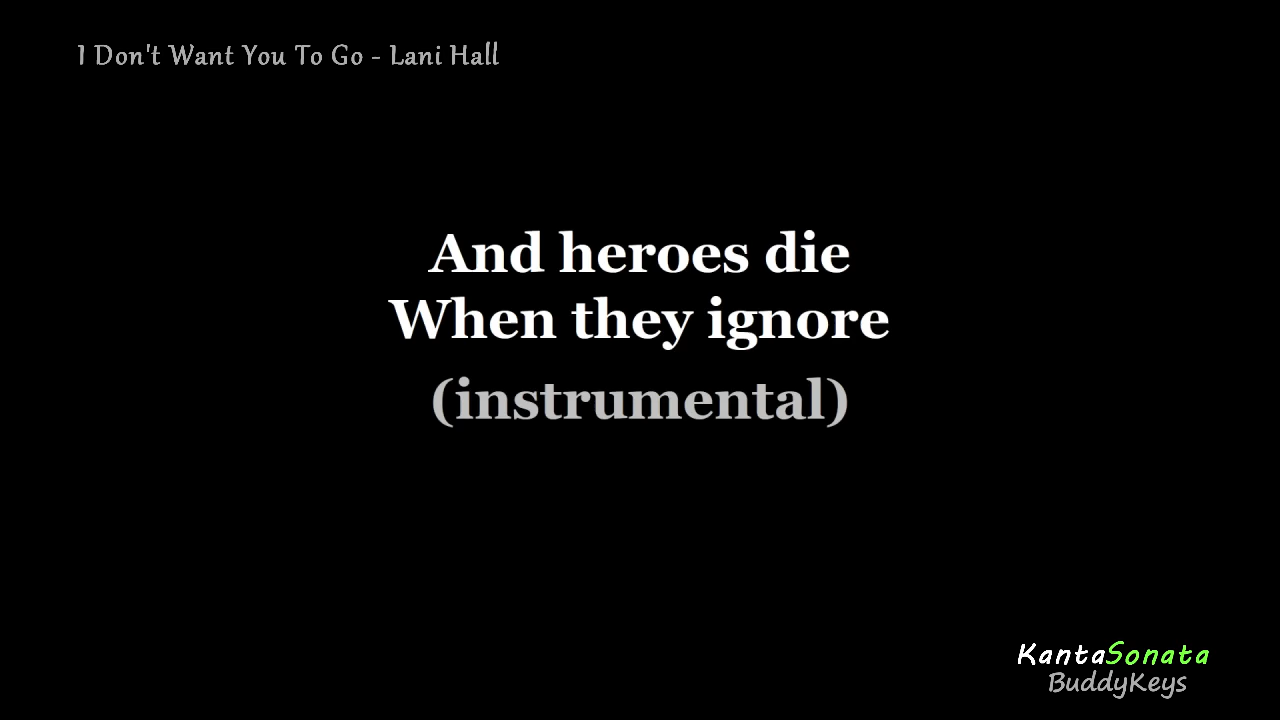 I Don't Want You To Go - Lani Hall
And heroes die
When they ignore
(instrumental)
KantaSonata
BuddyKeys